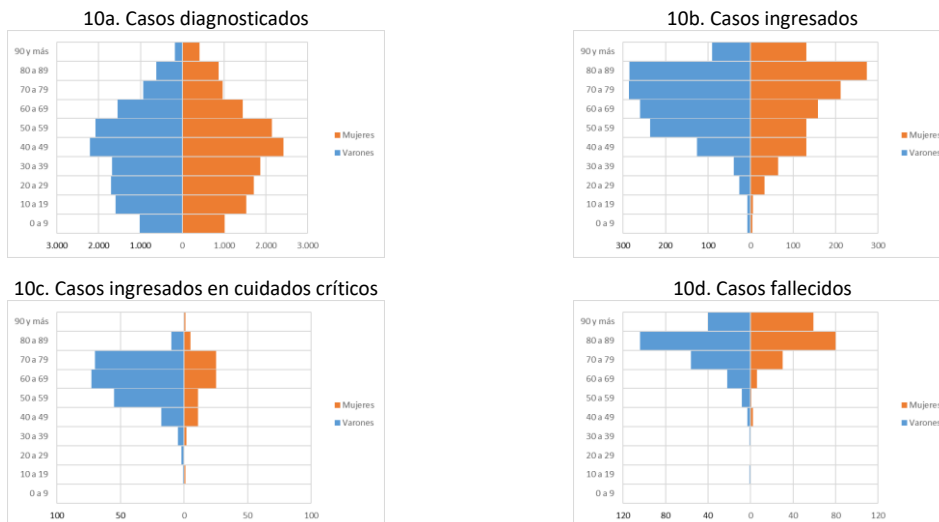 10a. Casos diagnosticados
90 y más
80 a 89
70 a 79
60 a 69
50 a 59
40 a 49
30 a 39
20 a 29
10 a 19
0 a 9
3.000 2.000 1.000 0 1.000 2.000 3.000
Mujeres
Varones
10b. Casos ingresados
90 y más
80 a 89
70 a 79
60 a 69
50 a 59
40 a 49
30 a 39
20 a 29
10 a 19
0 a 9
300 200 100 0 100 200 300
Mujeres
Varones
10c. Casos ingresados en cuidados críticos
90 y más
80 a 89
70 a 79
60 a 69
50 a 59
40 a 49
30 a 39
20 a 29
10 a 19
0 a 9
100 50 0 50 100
Mujeres
Varones
10d. Casos fallecidos
90 y más
80 a 89
70 a 79
60 a 69
50 a 59
40 a 49
30 a 39
20 a 29
10 a 19
0 a 9
120 80 40 0 40 80 120
Mujeres
Varones